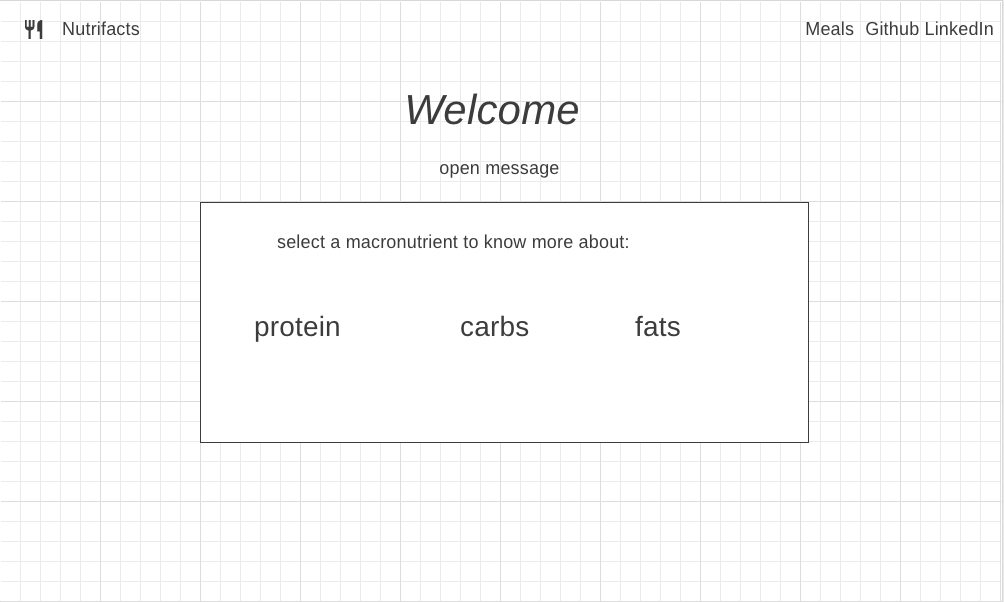 Nutrifacts Meals Github LinkedIn
Welcome
open message
select a macronutrient to know more about:
protein carbs fats